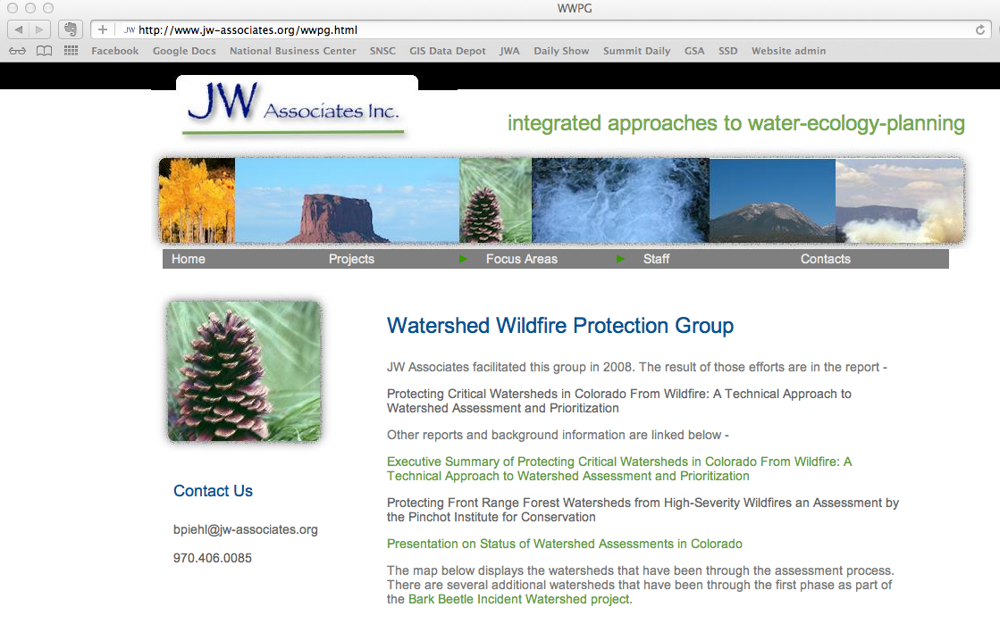 WWPG
JW http://www.jw-associates.org/wwpg.html
Facebook Google Docs National Business Center SNSC GIS Data Depot JWA Daily Show Summit Daily GSA SSD Website admin
JW Associates Inc.
integrated approaches to water-ecology-planning
Home Projects Focus Areas Staff Contacts
Watershed Wildfire Protection Group
JW Associates facilitated this group in 2008. The result of those efforts are in the report -
Protecting Critical Watersheds in Colorado From Wildfire: A Technical Approach to
Watershed Assessment and Prioritization
Other reports and background information are linked below -
Executive Summary of Protecting Critical Watersheds in Colorado From Wildfire: A
Technical Approach to Watershed Assessment and Prioritization
Protecting Front Range Forest Watersheds from High-Severity Wildfires an Assessment by
the Pinchot Institute for Conservation
Presentation on Status of Watershed Assessments in Colorado
The map below displays the watersheds that have been through the assessment process.
There are several additional watersheds that have been through the first phase as part of
the Bark Beetle Incident Watershed project.
Contact Us
bpiehl@jw-associates.org
970.406.0085